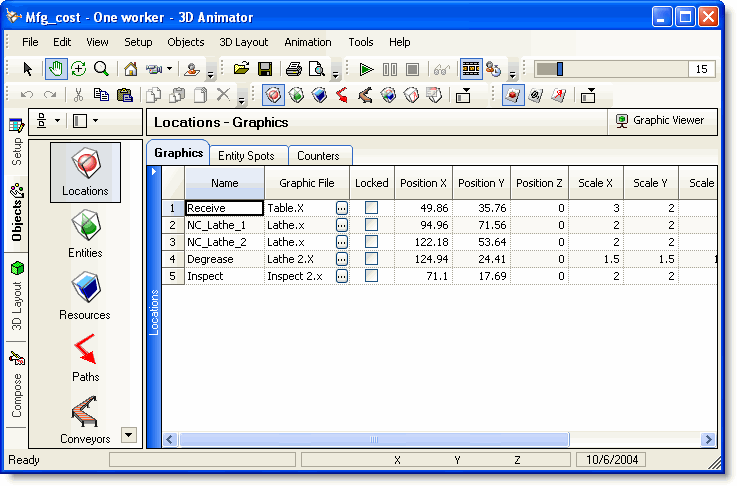 Mfg_cost - One worker - 3D Animator
File Edit View Setup Objects 3D Layout Animation Tools Help
15
Locations - Graphics
Graphic Viewer
Setup
Objects
3D Layout
Compose
Locations
Entities
Resources
Paths
Conveyors
Graphics Entity Spots Counters
Locations
Name Graphic File Locked Position X Position Y Position Z Scale X Scale Y Scale
1 Receive Table.X ... 49.86 35.76 0 3 2
2 NC_Lathe_1 Lathe.x ... 94.96 71.56 0 2 2
3 NC_Lathe_2 Lathe.x ... 122.18 53.64 0 2 2
4 Degrease Lathe 2.X ... 124.94 24.41 0 1.5 1.5 1
5 Inspect Inspect 2.x ... 71.1 17.69 0 2 2
Ready X Y Z 10/6/2004